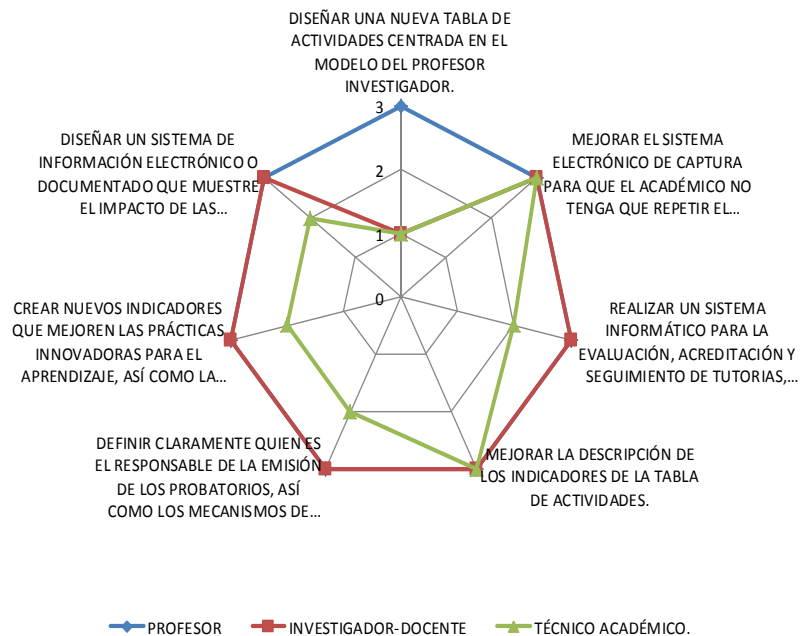 DISEÑAR UNA NUEVA TABLA DE
ACTIVIDADES CENTRADA EN EL
MODELO DEL PROFESOR
INVESTIGADOR.
MEJORAR EL SISTEMA
ELECTRÓNICO DE CAPTURA
PARA QUE EL ACADÉMICO NO
TENGA QUE REPETIR EL…
REALIZAR UN SISTEMA
INFORMÁTICO PARA LA
EVALUACIÓN, ACREDITACIÓN Y
SEGUIMIENTO DE TUTORIAS,…
MEJORAR LA DESCRIPCIÓN DE
LOS INDICADORES DE LA TABLA
DE ACTIVIDADES.
DEFINIR CLARAMENTE QUIEN ES
EL RESPONSABLE DE LA EMISIÓN
DE LOS PROBATORIOS, ASÍ
COMO LOS MECANISMOS DE…
CREAR NUEVOS INDICADORES
QUE MEJOREN LAS PRÁCTICAS
INNOVADORAS PARA EL
APRENDIZAJE, ASÍ COMO LA…
DISEÑAR UN SISTEMA DE
INFORMACIÓN ELECTRÓNICO O
DOCUMENTADO QUE MUESTRE
EL IMPACTO DE LAS…
3
2
1
0
PROFESOR
INVESTIGADOR-DOCENTE
TÉCNICO ACADÉMICO.